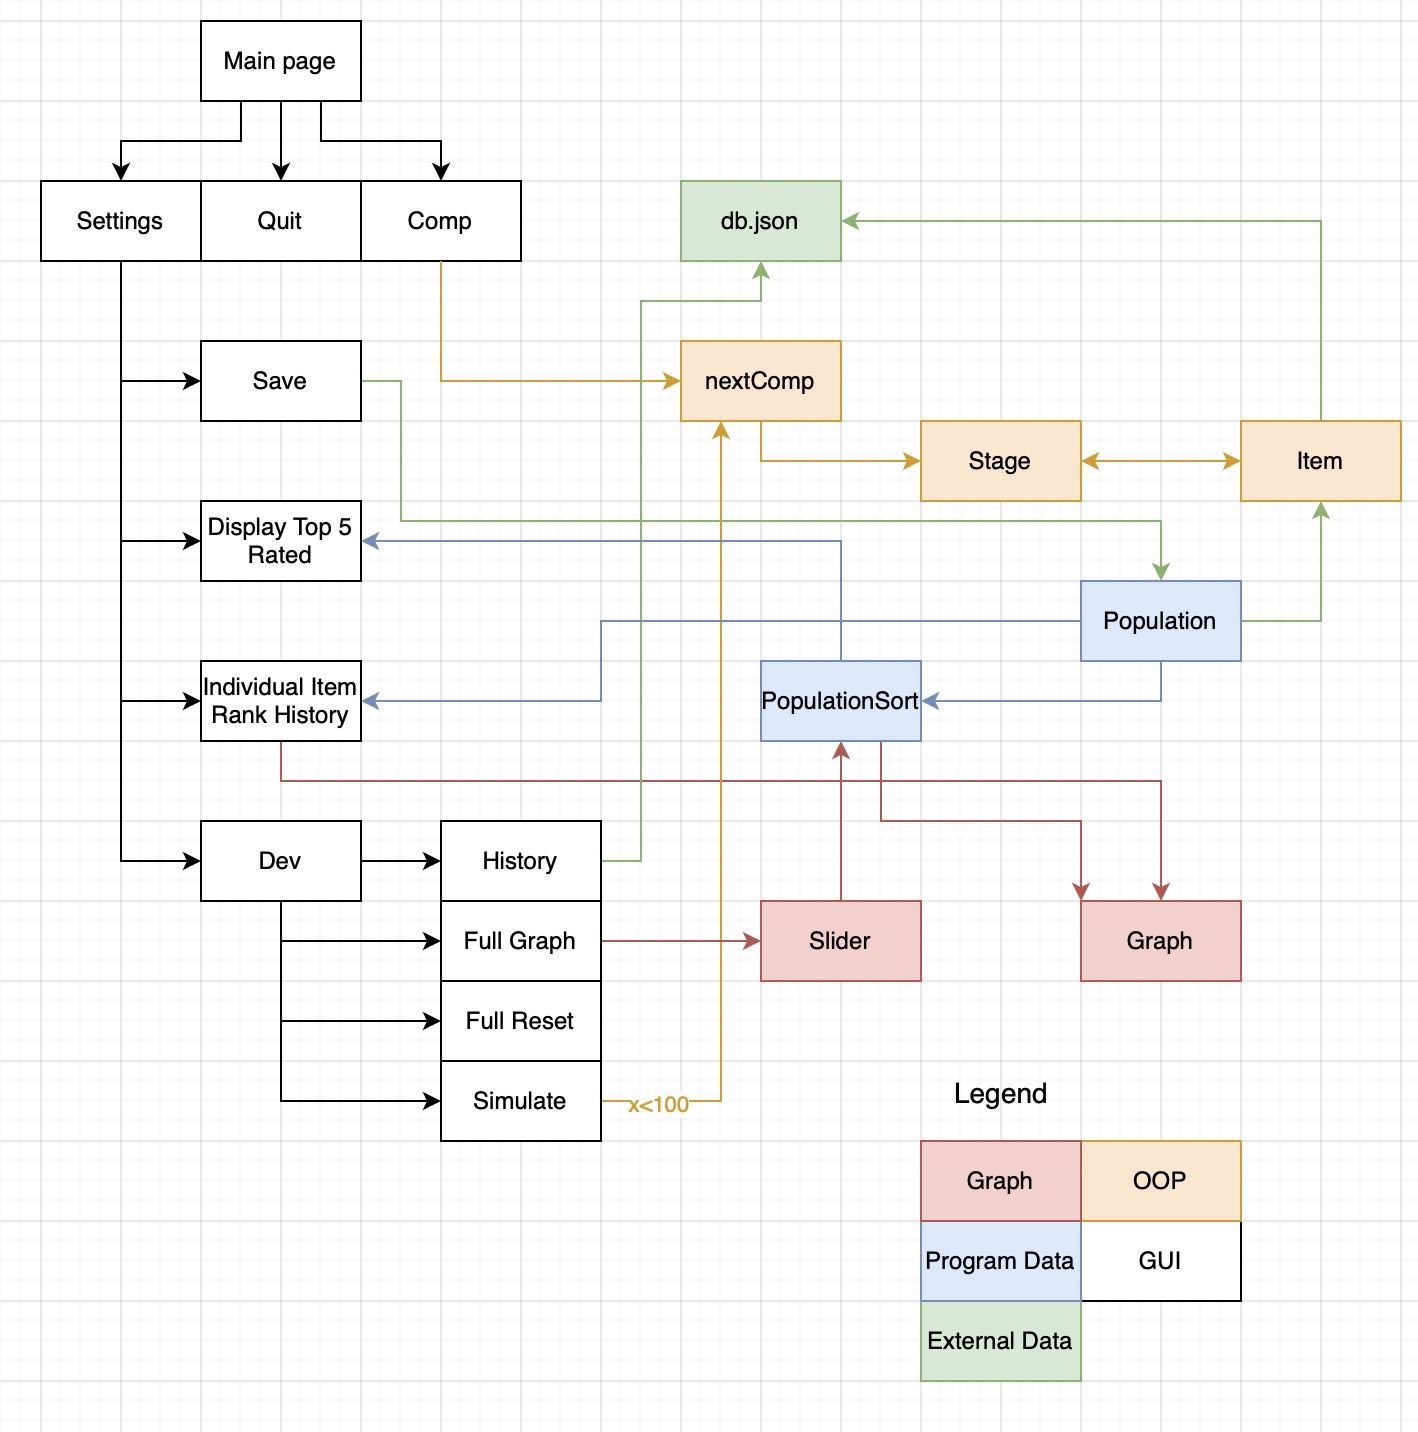 Main page
Settings
Quit
Comp
db.json
Save
nextComp
Stage
Item
Display Top 5
Rated
Population
Individual Item
Rank History
PopulationSort
Dev
History
Full Graph
Slider
Graph
Full Reset
Simulate
x<100
Legend
Graph
OOP
Program Data
GUI
External Data